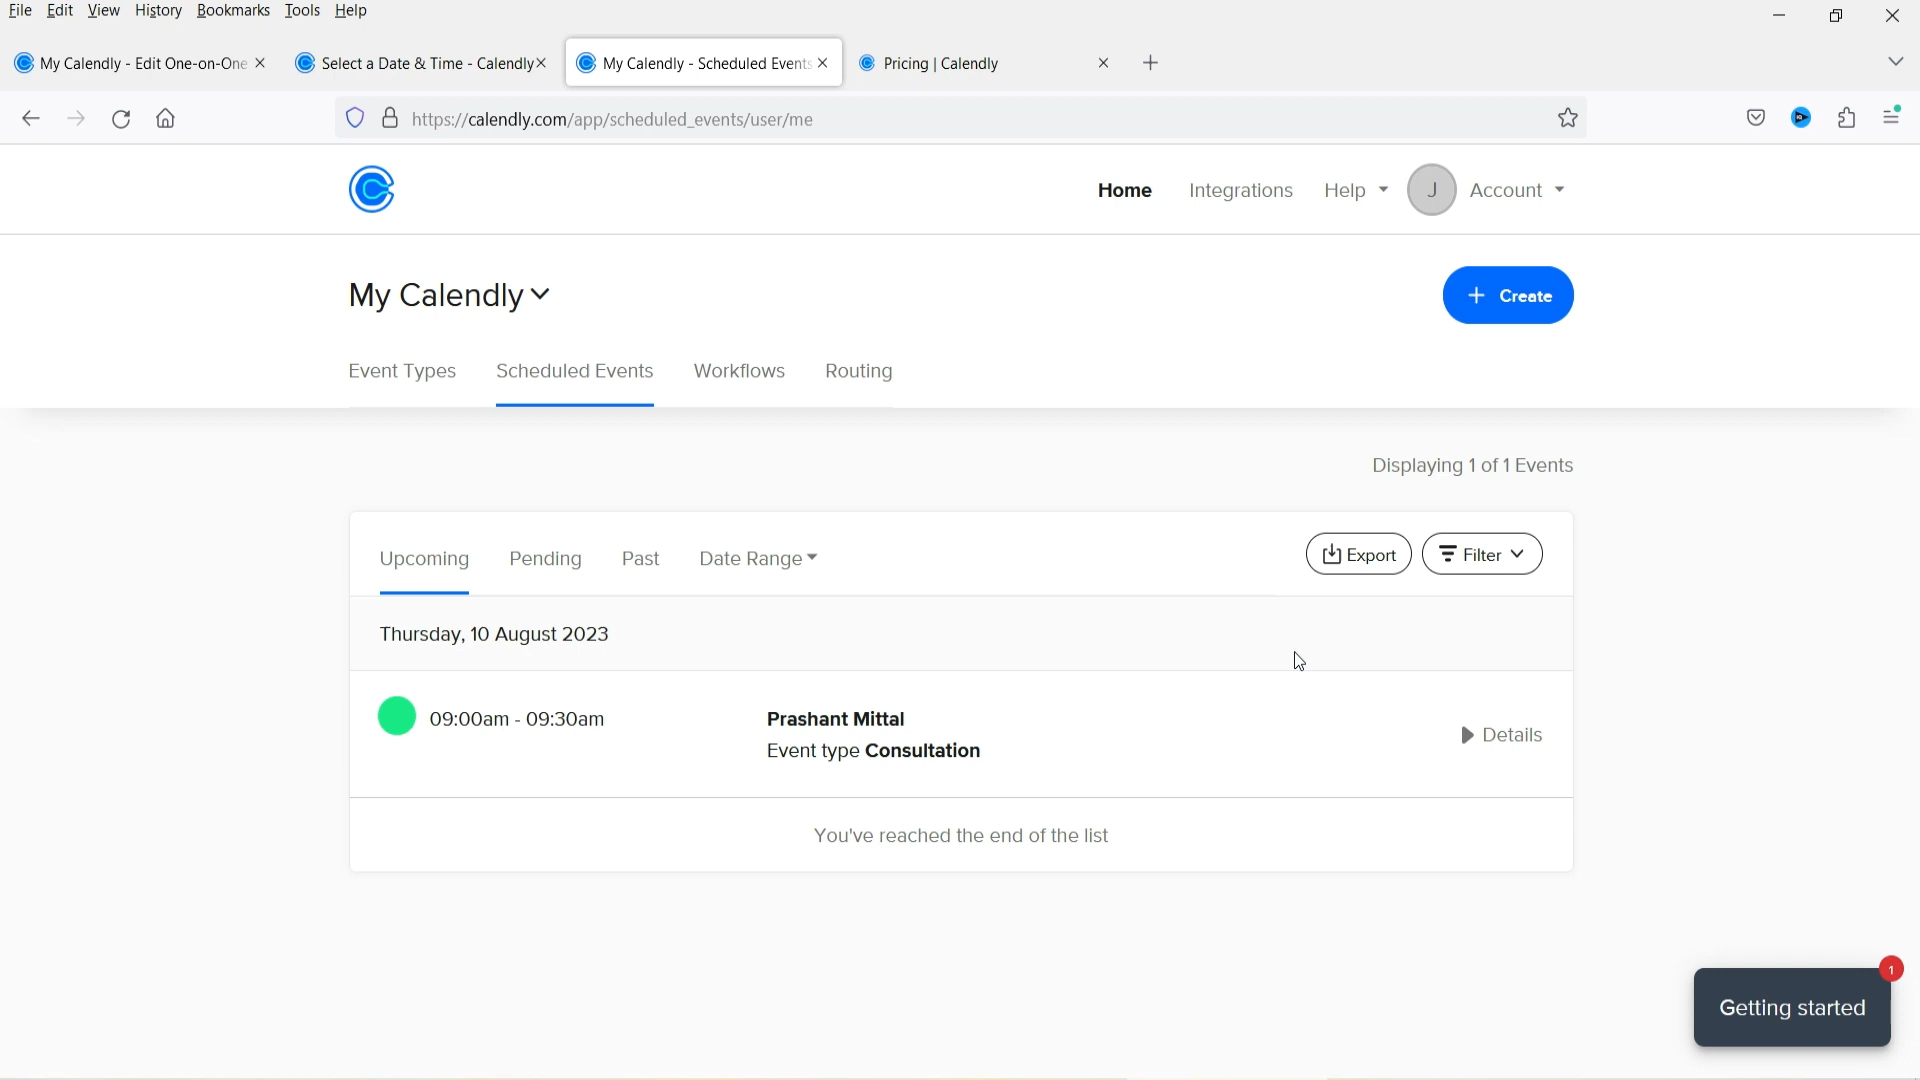 File Edit View History Bookmarks Tools Help
My Calendly - Edit One-on-One
Select a Date & Time - Calendly
My Calendly - Scheduled Events
Pricing | Calendly
https://calendly.com/app/scheduled_events/user/me
Home Integrations Help J Account
My Calendly
+ Create
Event Types Scheduled Events Workflows Routing
Displaying 1 of 1 Events
Upcoming Pending Past Date Range Export Filter
Thursday, 10 August 2023
09:00am - 09:30am
Prashant Mittal
Event type Consultation
Details
You've reached the end of the list
1
Getting started